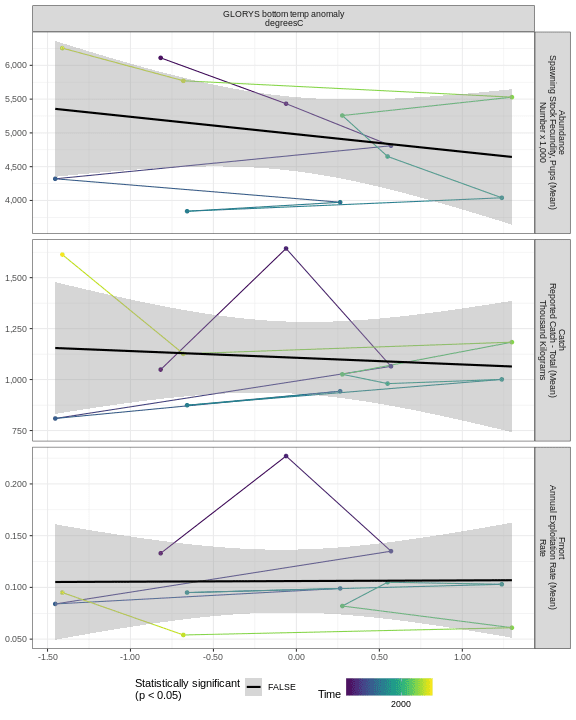 GLORYS bottom temp anomaly
degreesC
6,000
5,500
5,000
4,500
4,000
Abundance
Spawning Stock Fecundity, Pups (Mean)
Number x 1,000
1,500
1,250
1,000
750
Catch
Reported Catch - Total (Mean)
Thousand Kilograms
0.200
0.150
0.100
0.050
Fmort
Annual Exploitation Rate (Mean)
Rate
-1.50
-1.00
-0.50
0.00
0.50
1.00
Statistically significant
(p < 0.05)
FALSE
Time
2000